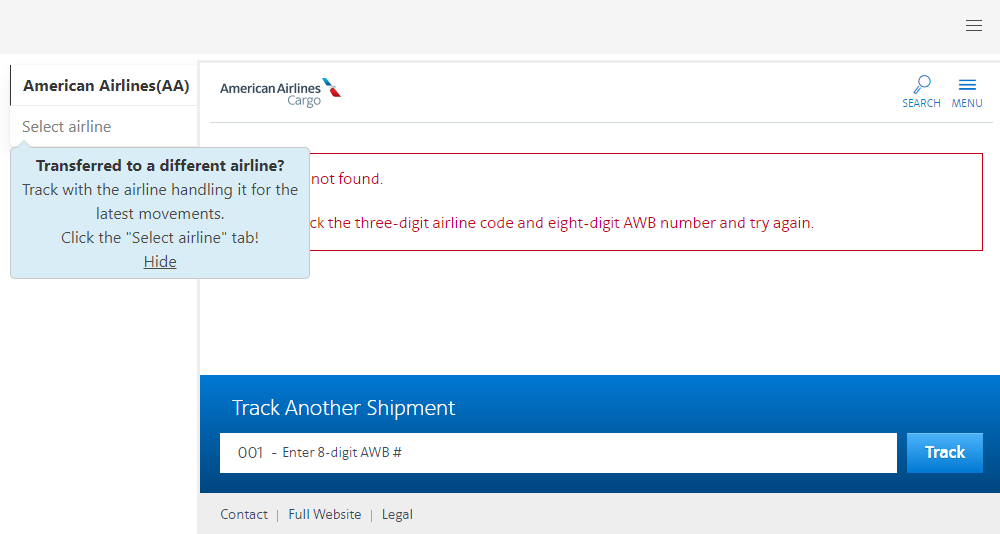 American Airlines(AA)
Select airline
Transferred to a different airline?
Track with the airline handling it for the
latest movements.
Click the "Select airline" tab!
Hide
American Airlines
Cargo
SEARCH
MENU
not found.
the three-digit airline code and eight-digit AWB number and try again.
Track Another Shipment
001 - Enter 8-digit AWB #
Track
Contact | Full Website | Legal